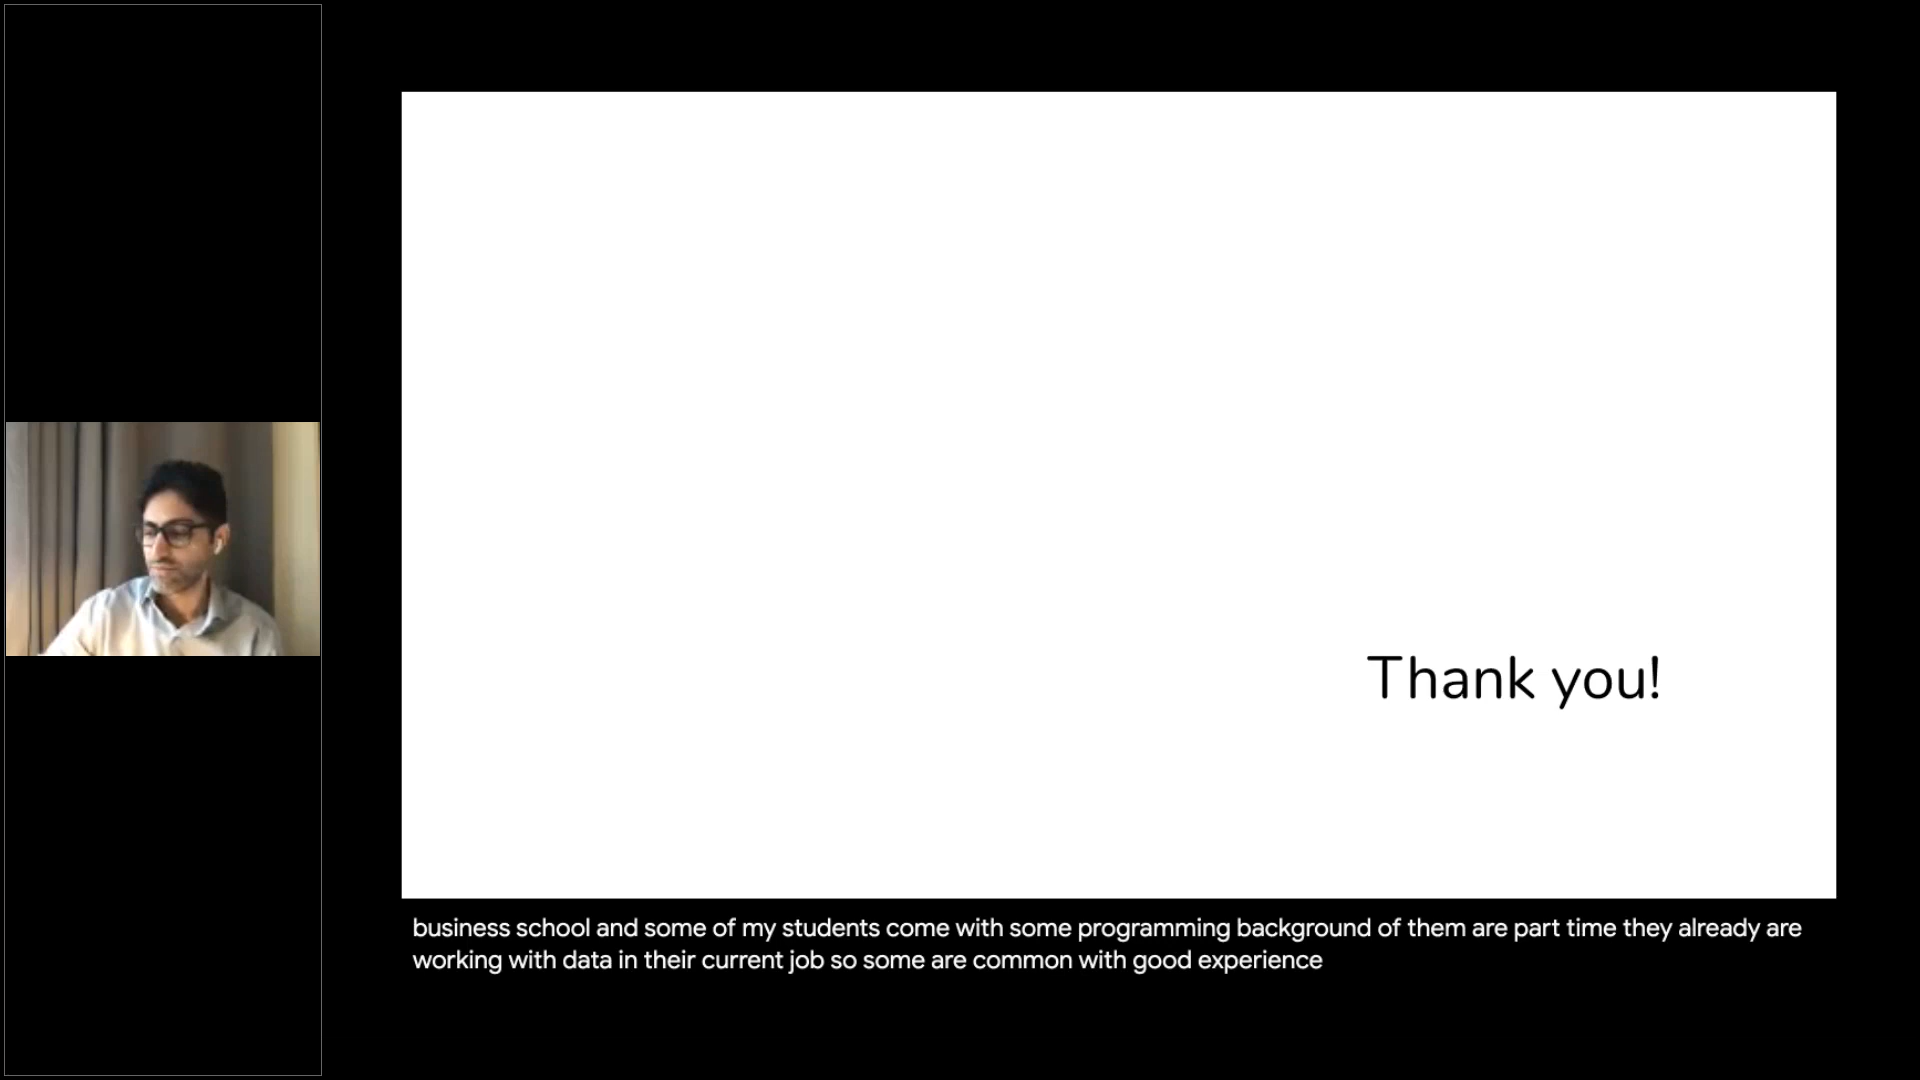 Thank you!
business school and some of my students come with some programming background of them are part time they already are
working with data in their current job so some are common with good experience